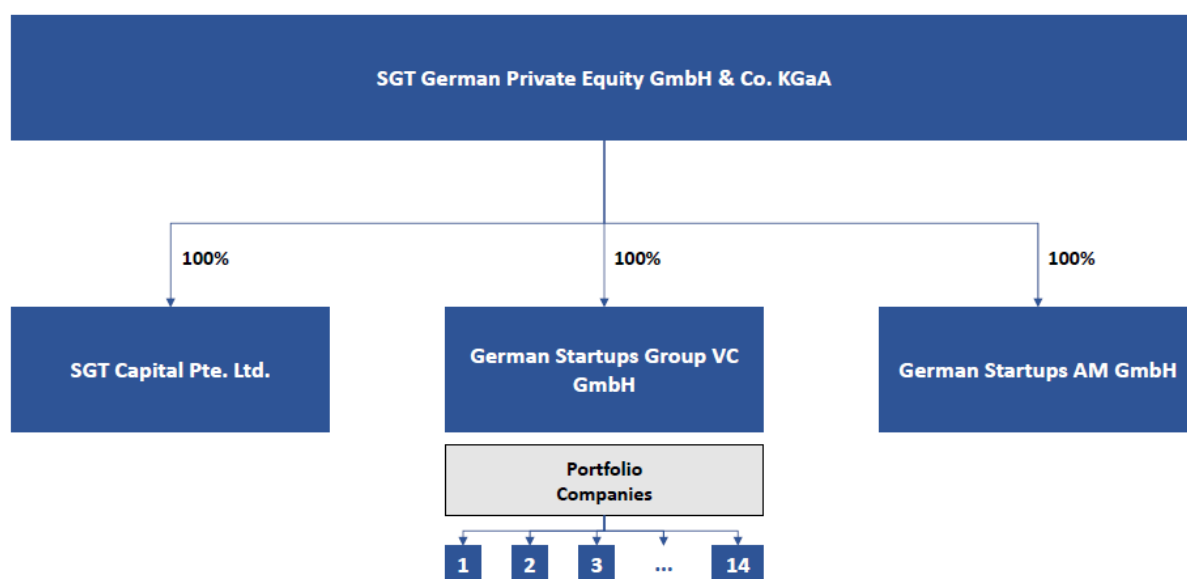 SGT German Private Equity GmbH & Co. KGaA
100%
100%
100%
SGT Capital Pte. Ltd.
German Startups Group VC
GmbH
German Startups AM GmbH
Portfolio
Companies
1
2
3
...
14